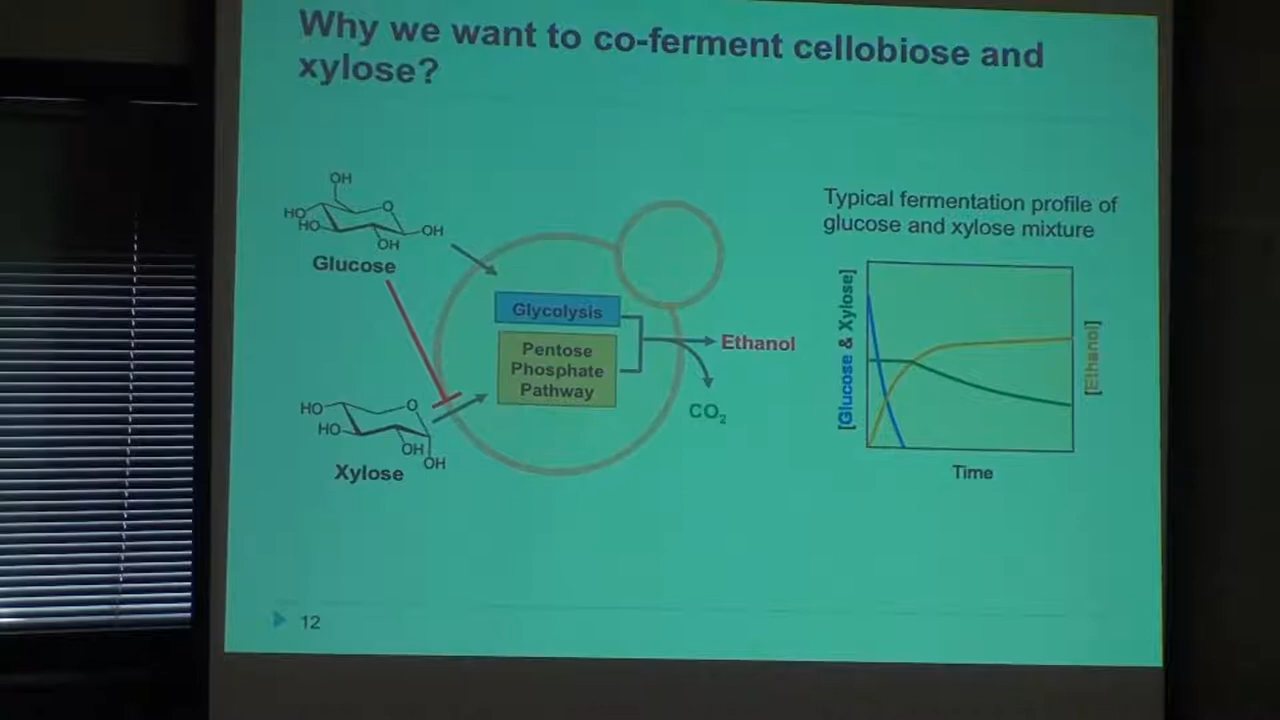 Why we want to co-ferment cellobiose and
xylose?
OH
HO
HO
O
OH
OH
Glucose
Glycolysis
Pentose
Phosphate
Pathway
Ethanol
CO₂
HO
HO
O
OH
OH
Xylose
Typical fermentation profile of
glucose and xylose mixture
[Glucose & Xylose]
[Ethanol]
Time
12